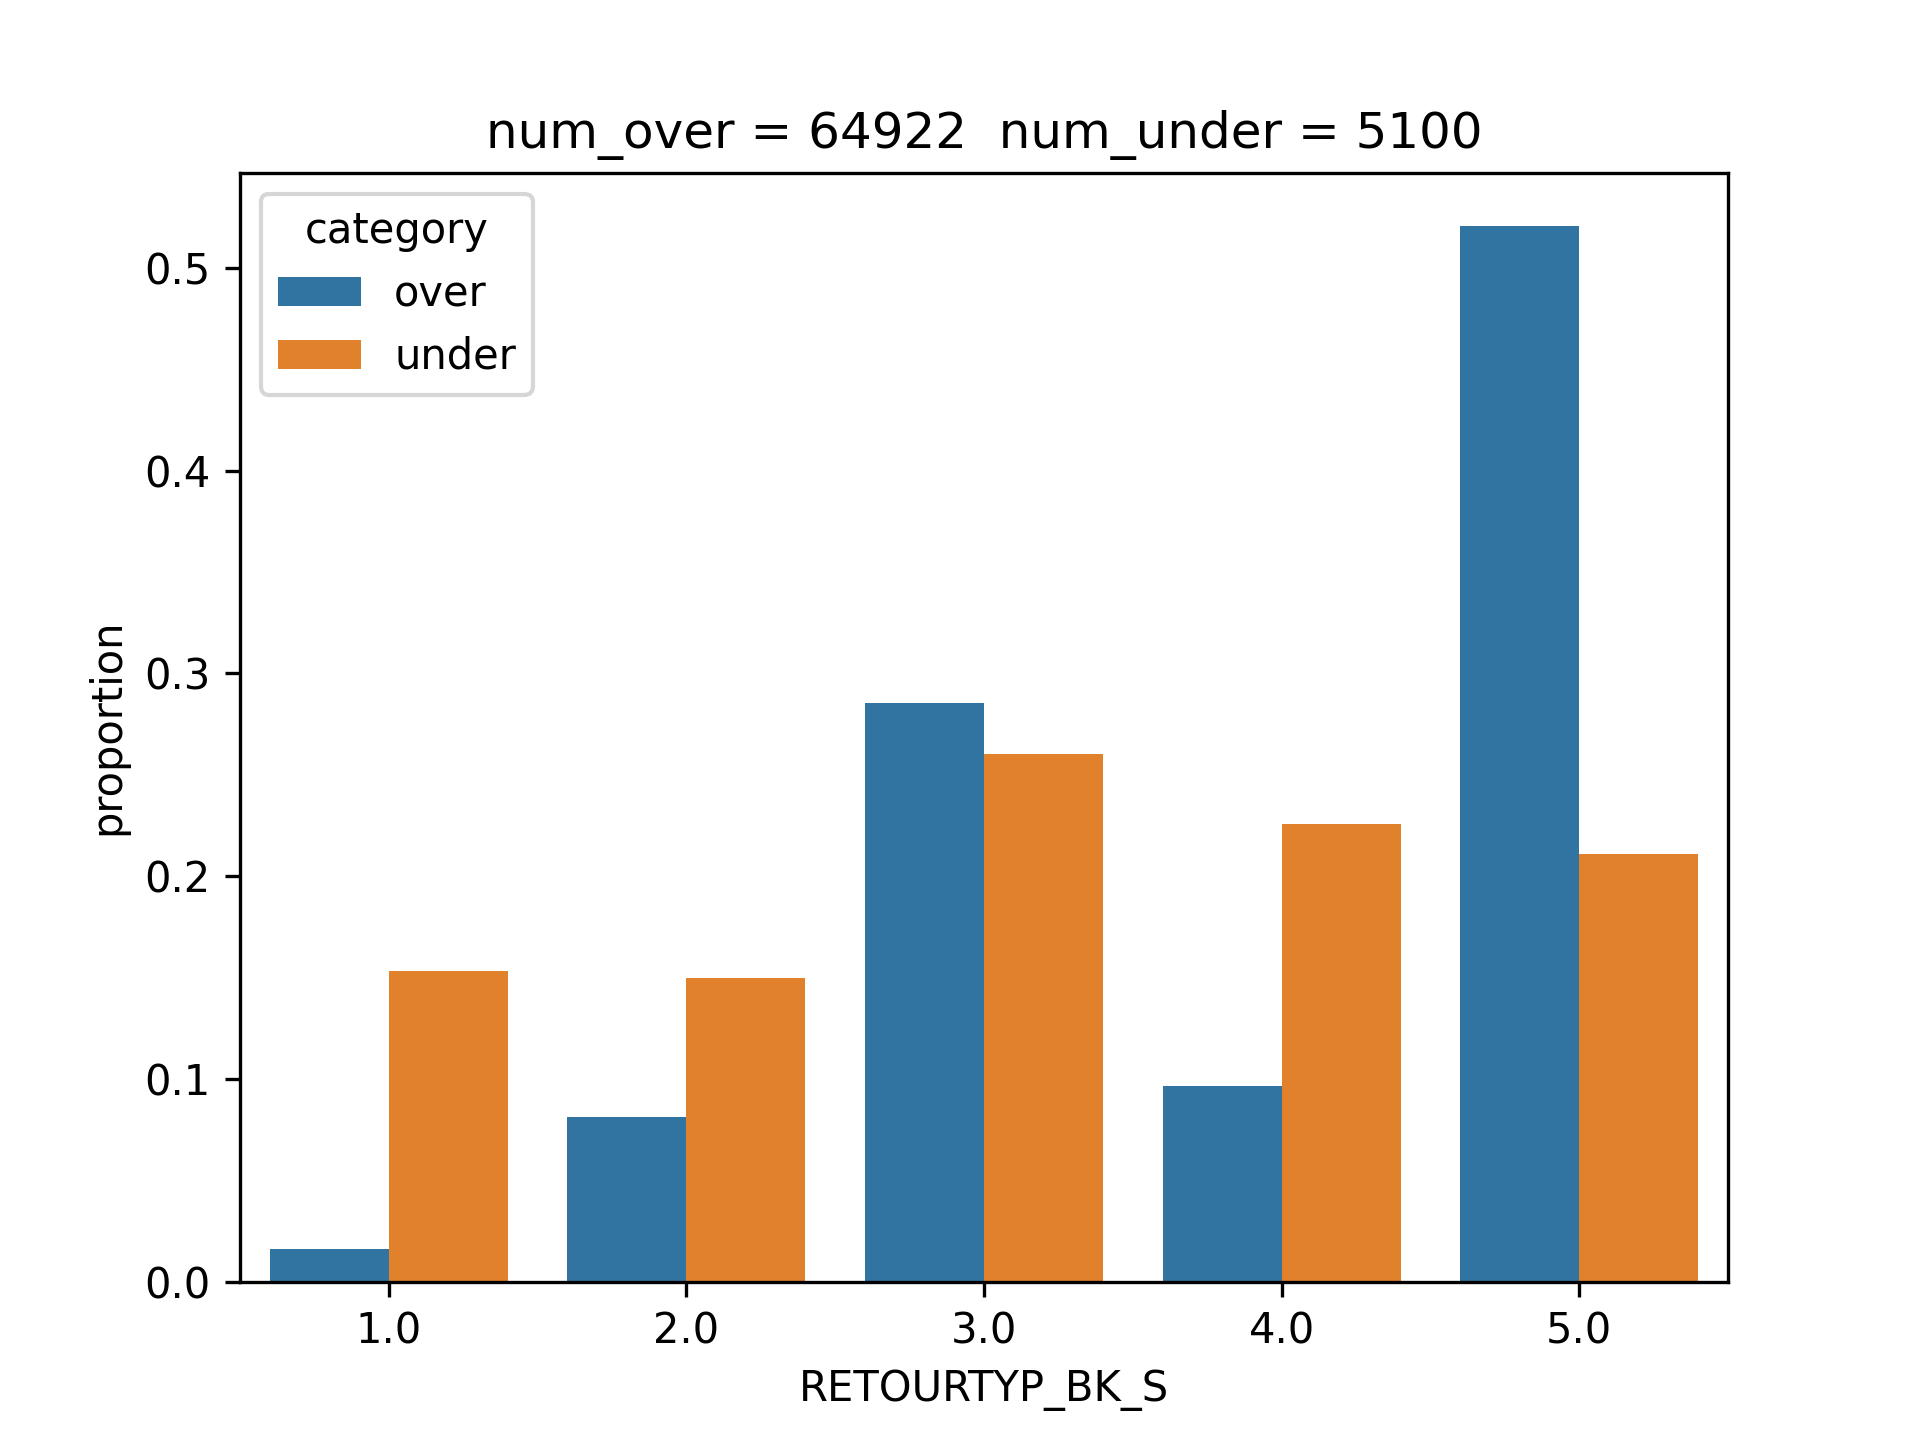 num_over = 64922  num_under = 5100
category
over
under
proportion
0.5
0.4
0.3
0.2
0.1
0.0
1.0 2.0 3.0 4.0 5.0
RETOURTYP_BK_S